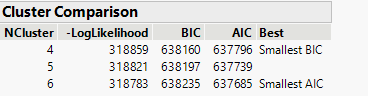 Cluster Comparison
NCluster -LogLikelihood BIC AIC Best
4 318859 638160 637796 Smallest BIC
5 318821 638197 637739
6 318783 638235 637685 Smallest AIC